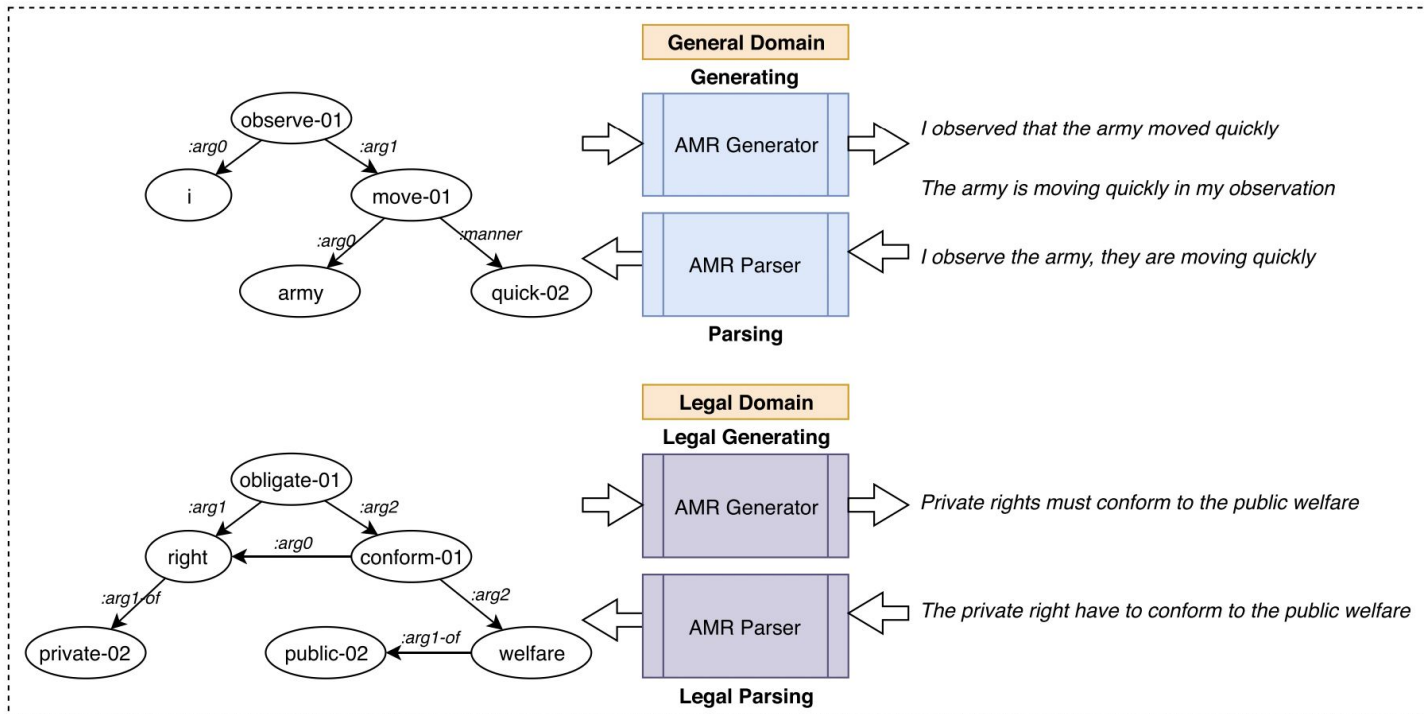 General Domain
Generating
observe-01
:arg0
:arg1
i
move-01
:arg0
:manner
army
quick-02
AMR Generator
I observed that the army moved quickly
The army is moving quickly in my observation
AMR Parser
I observe the army, they are moving quickly
Parsing
Legal Domain
Legal Generating
obligate-01
:arg1
:arg2
right
:arg0
conform-01
:arg1-of
:arg2
private-02
public-02
:arg1-of
welfare
AMR Generator
Private rights must conform to the public welfare
AMR Parser
The private right have to conform to the public welfare
Legal Parsing